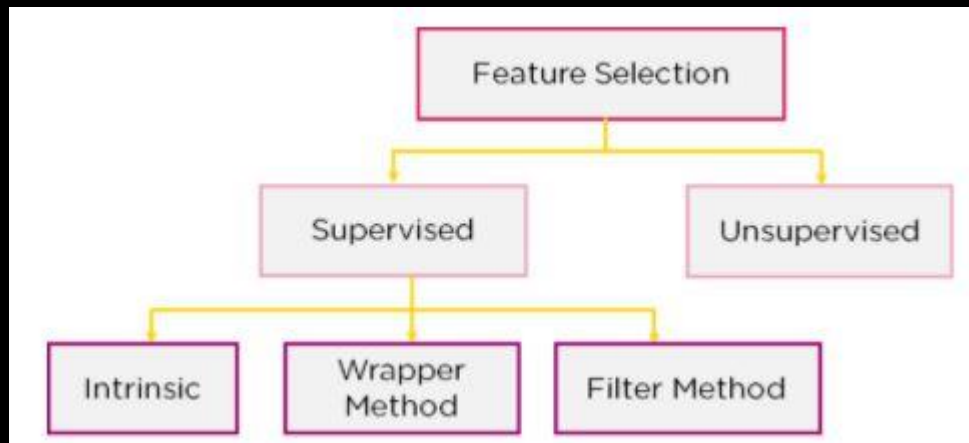 Feature Selection
Supervised
Unsupervised
Intrinsic
Wrapper
Method
Filter Method